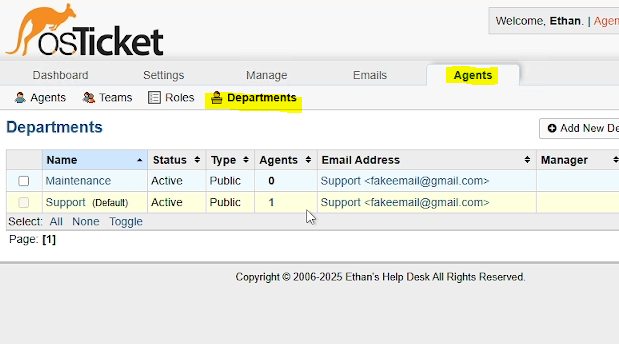 osTicket
Welcome, Ethan. | Agen
Dashboard Settings Manage Emails Agents
Agents Teams Roles Departments
Departments
Add New De
Name Status Type Agents Email Address Manager
Maintenance Active Public 0 Support <fakeemail@gmail.com>
Support (Default) Active Public 1 Support <fakeemail@gmail.com>
Select: All None Toggle
Page: [1]
Copyright © 2006-2025 Ethan's Help Desk All Rights Reserved.